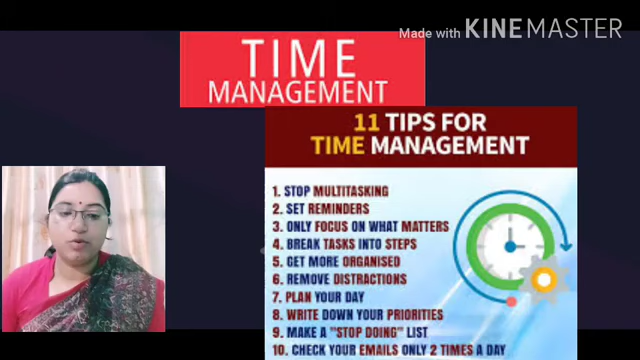 Made with KINEMASTER
TIME
MANAGEMENT
11 TIPS FOR
TIME MANAGEMENT
1. STOP MULTITASKING
2. SET REMINDERS
3. ONLY FOCUS ON WHAT MATTERS
4. BREAK TASKS INTO STEPS
5. GET MORE ORGANISED
6. REMOVE DISTRACTIONS
7. PLAN YOUR DAY
8. WRITE DOWN YOUR PRIORITIES
9. MAKE A "STOP DOING" LIST
10. CHECK YOUR EMAILS ONLY 2 TIMES A DAY